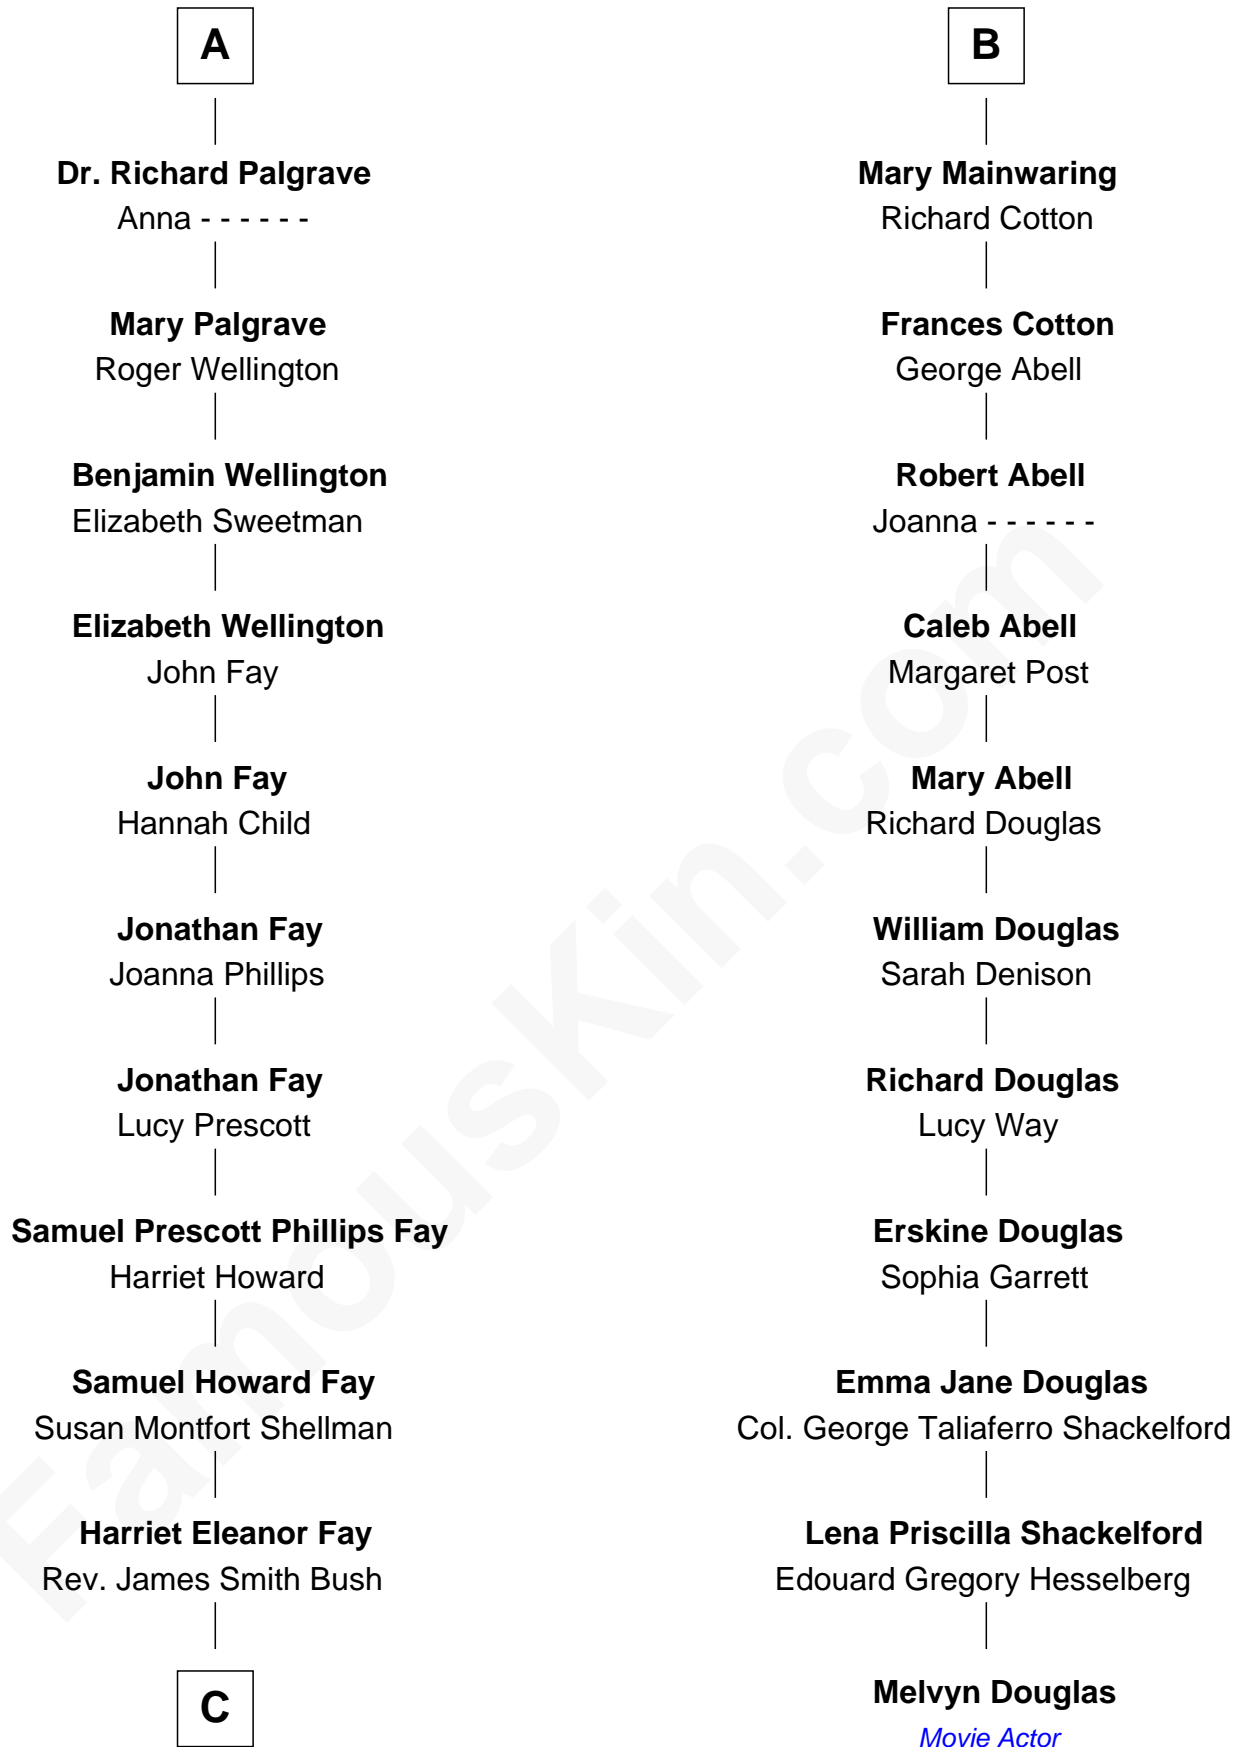 A
Dr. Richard Palgrave
Anna - - - - - -
Mary Palgrave
Roger Wellington
Benjamin Wellington
Elizabeth Sweetman
Elizabeth Wellington
John Fay
John Fay
Hannah Child
Jonathan Fay
Joanna Phillips
Jonathan Fay
Lucy Prescott
Samuel Prescott Phillips Fay
Harriet Howard
Samuel Howard Fay
Susan Montfort Shellman
Harriet Eleanor Fay
Rev. James Smith Bush
C
B
Mary Mainwaring
Richard Cotton
Frances Cotton
George Abell
Robert Abell
Joanna - - - - - -
Caleb Abell
Margaret Post
Mary Abell
Richard Douglas
William Douglas
Sarah Denison
Richard Douglas
Lucy Way
Erskine Douglas
Sophia Garrett
Emma Jane Douglas
Col. George Taliaferro Shackelford
Lena Priscilla Shackelford
Edouard Gregory Hesselberg
Melvyn Douglas
Movie Actor
FamousKin.com